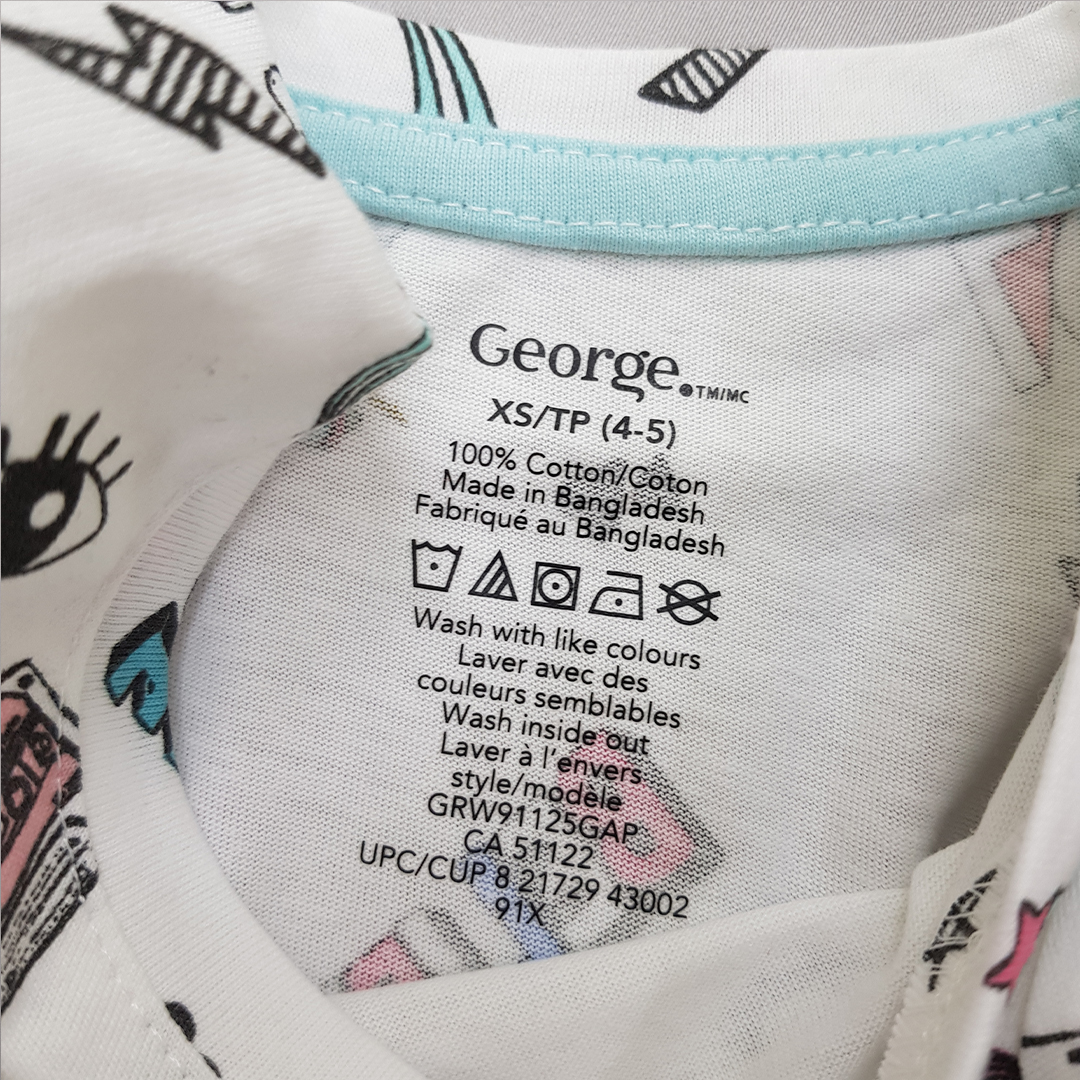 George.TM/MC
XS/TP (4-5)
100% Cotton/Coton
Made in Bangladesh
Fabriqué au Bangladesh
Wash with like colours
Laver avec des
couleurs semblables
Wash inside out
Laver à l'envers
style/modèle
GRW91125GAP
CA 51122
UPC/CUP 8 21729 43002
91X